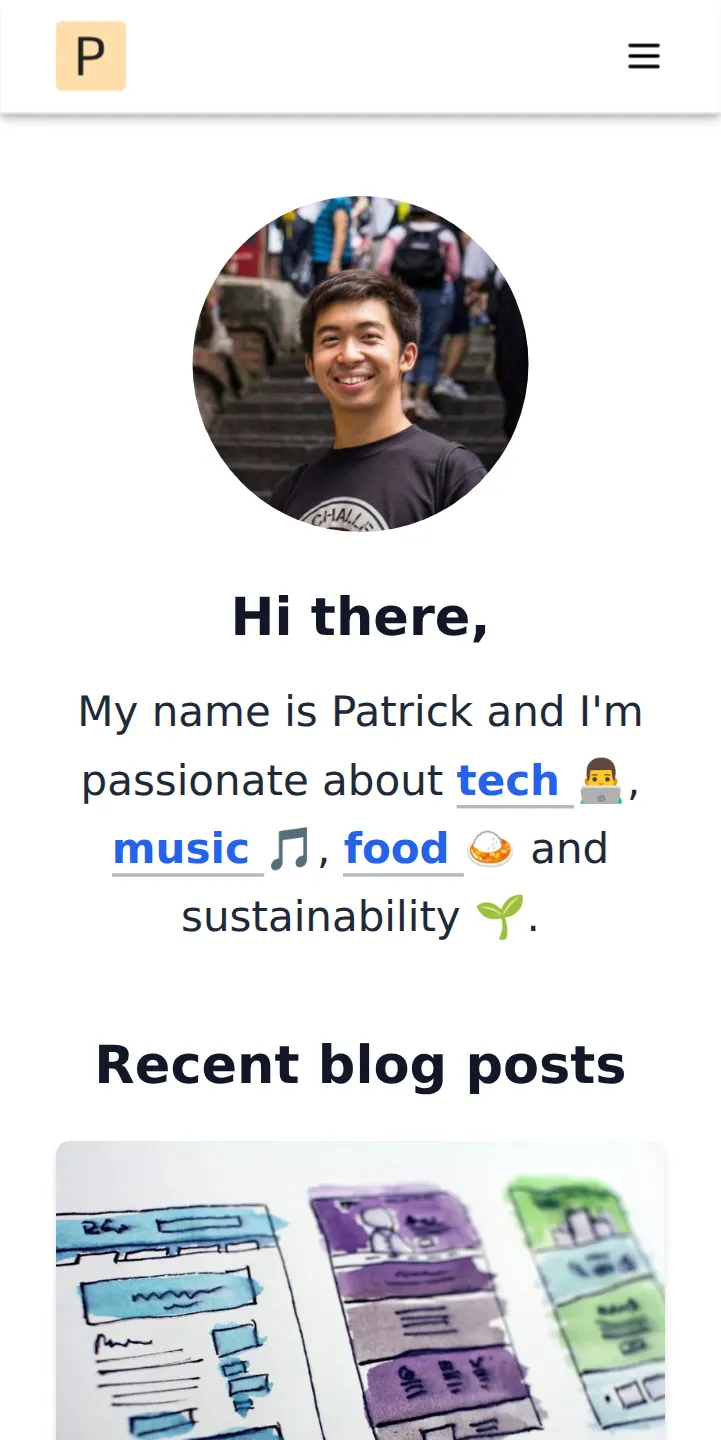 P
Hi there,
My name is Patrick and I'm
passionate about tech 👨‍💻,
music 🎵, food 🍛 and
sustainability 🌱.
Recent blog posts